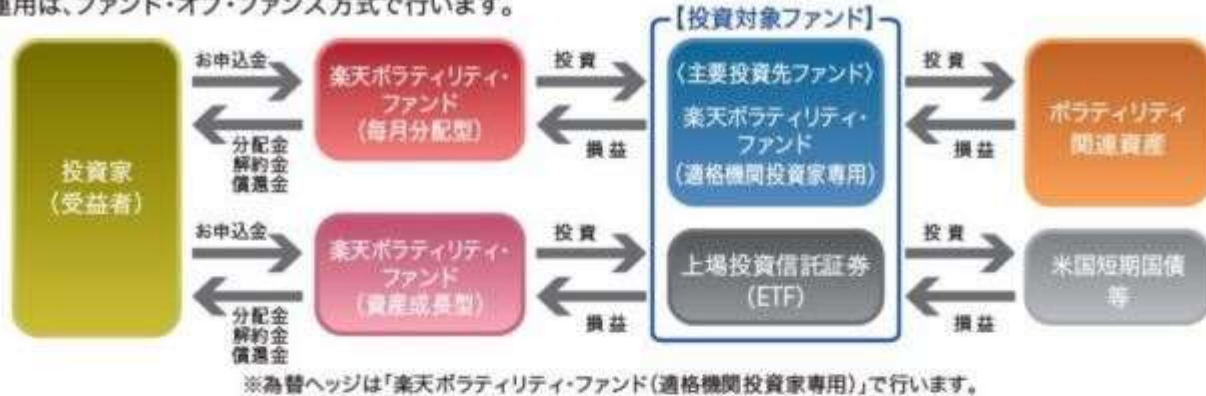 運用は、ファンド・オブ・ファンズ方式で行います。
【投資対象ファンド】
投資家
(受益者)
お申込金
分配金
解約金
償還金
楽天ボラティリティ・
ファンド
(毎月分配型)
投資
損益
〈主要投資先ファンド〉
楽天ボラティリティ・
ファンド
(適格機関投資家専用)
投資
損益
ボラティリティ
関連資産
お申込金
分配金
解約金
償還金
楽天ボラティリティ・
ファンド
(資産成長型)
投資
損益
上場投資信託証券
(ETF)
投資
損益
米国短期国債
等
※為替ヘッジは「楽天ボラティリティ・ファンド(適格機関投資家専用)」で行います。